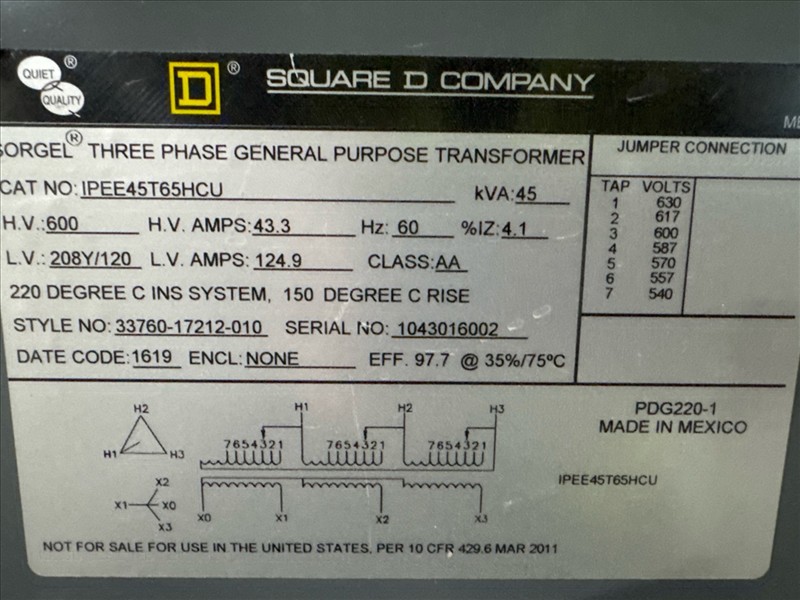 QUIET
QUALITY
®
D ®
SQUARE D COMPANY
SORGEL® THREE PHASE GENERAL PURPOSE TRANSFORMER
CAT NO: IPEE45T65HCU kVA: 45
H.V.: 600 H.V. AMPS: 43.3 Hz: 60 %IZ: 4.1
L.V.: 208Y/120 L.V. AMPS: 124.9 CLASS: AA
220 DEGREE C INS SYSTEM, 150 DEGREE C RISE
STYLE NO: 33760-17212-010 SERIAL NO: 1043016002
DATE CODE: 1619 ENCL: NONE EFF. 97.7 @ 35%/75ºC
JUMPER CONNECTION
TAP VOLTS
1 630
2 617
3 600
4 587
5 570
6 557
7 540
H2
H1 H3
X2
X1 X0
X3
H1 H2 H3
7654321 7654321 7654321
X0 X1 X2 X3
PDG220-1
MADE IN MEXICO
IPEE45T65HCU
NOT FOR SALE FOR USE IN THE UNITED STATES. PER 10 CFR 429.6 MAR 2011